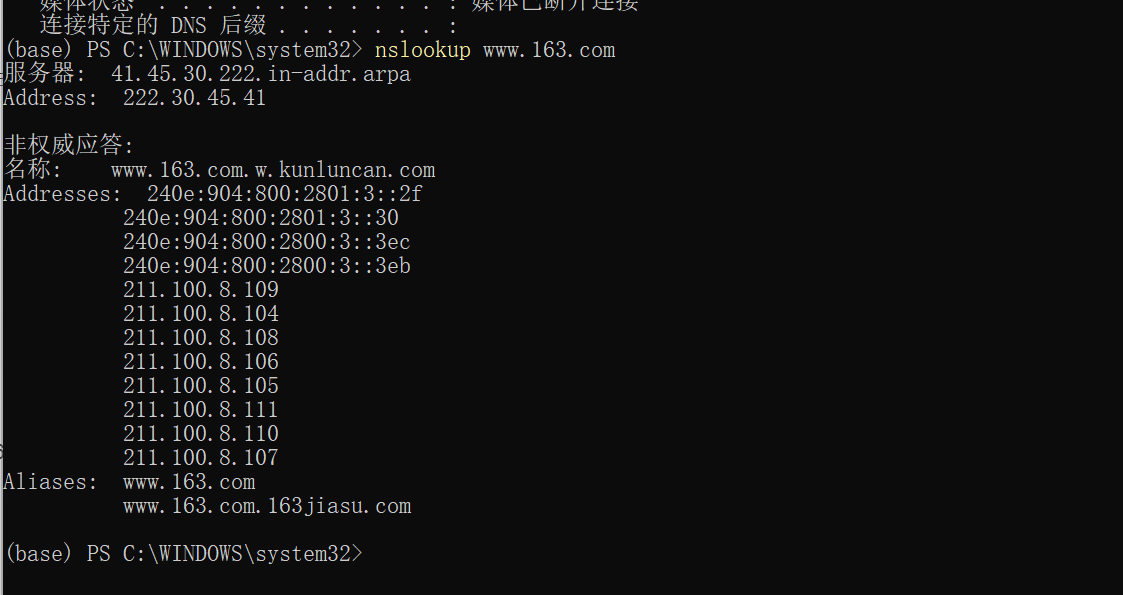 媒体状态 . . . . . . . . . . . . : 媒体已断开连接
连接特定的 DNS 后缀 . . . . . . . :
(base) PS C:\WINDOWS\system32> nslookup www.163.com
服务器: 41.45.30.222.in-addr.arpa
Address: 222.30.45.41
非权威应答:
名称: www.163.com.w.kunluncan.com
Addresses: 240e:904:800:2801:3::2f
240e:904:800:2801:3::30
240e:904:800:2800:3::3ec
240e:904:800:2800:3::3eb
211.100.8.109
211.100.8.104
211.100.8.108
211.100.8.106
211.100.8.105
211.100.8.111
211.100.8.110
211.100.8.107
Aliases: www.163.com
www.163.com.163jiasu.com
(base) PS C:\WINDOWS\system32>